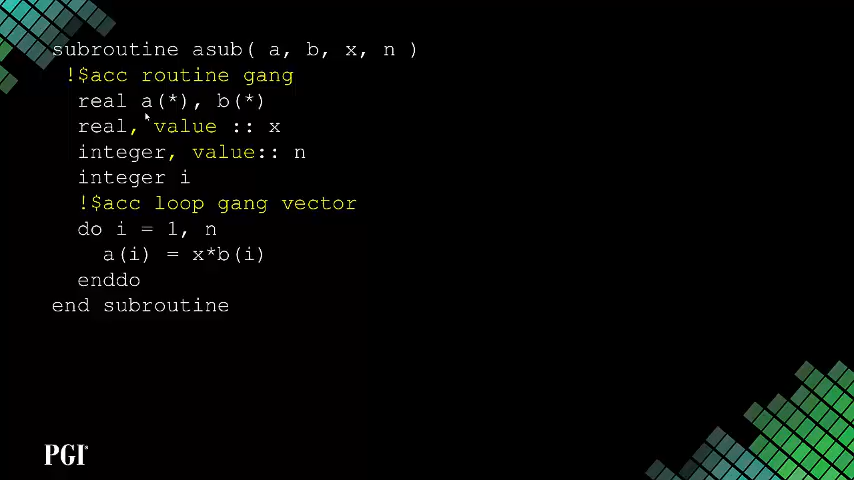 subroutine asub( a, b, x, n )
!$acc routine gang
real a(*), b(*)
real, value :: x
integer, value:: n
integer i
!$acc loop gang vector
do i = 1, n
a(i) = x*b(i)
enddo
end subroutine
PGI®